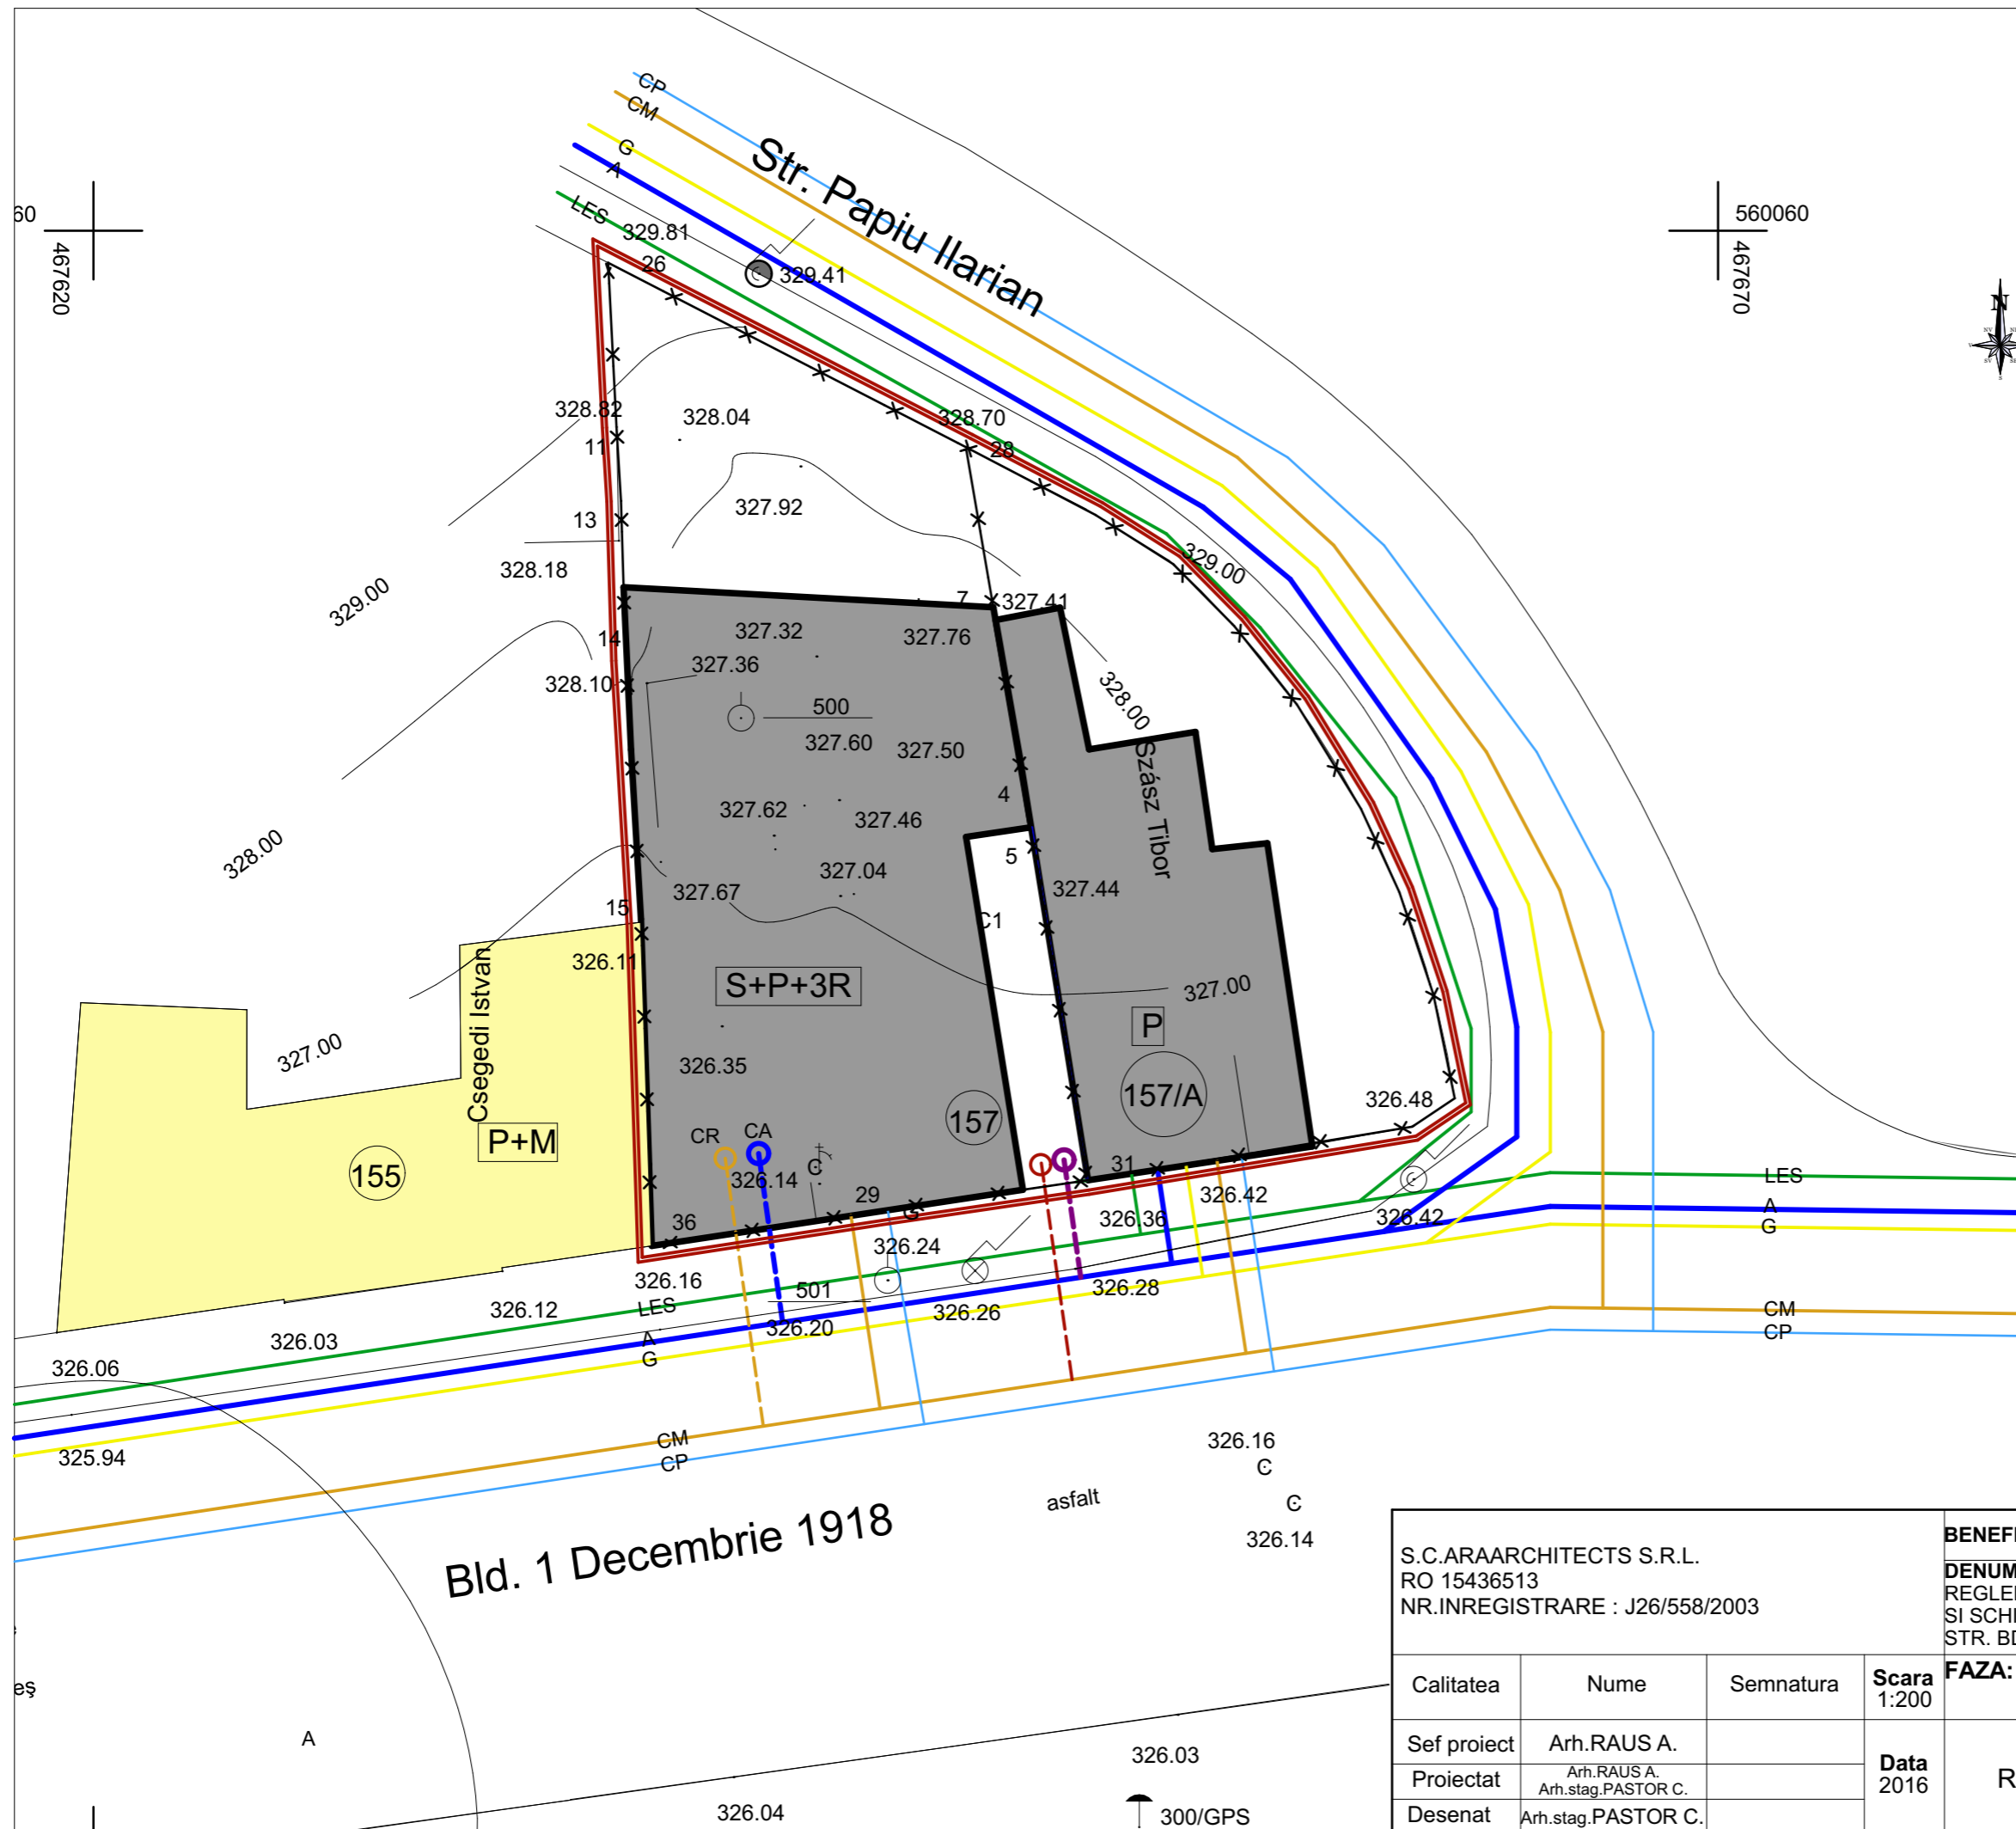 CP
CM
G
A
LES
Str. Papiu Ilarian
60
467620
560060
467670
N
329.81
26
329.41
328.82
11
328.04
328.70
28
13
327.92
328.18
329.00
329.00
7
327.41
14
327.32
327.76
327.36
328.10
328.00
500
327.60
327.50
Szász Tibor
4
327.62
327.46
5
328.00
327.04
327.67
327.44
15
C1
326.11
Csegedi Istvan
S+P+3R
327.00
P
327.00
326.35
157
157/A
326.48
P+M
155
CR
CA
C
326.14
31
29
326.42
36
G
326.36
326.42
LES
A
G
326.24
326.16
501
326.28
326.12
LES
326.26
326.20
A
G
326.03
CM
CP
326.06
325.94
CM
CP
326.16
C
asfalt
C
326.14
Bld. 1 Decembrie 1918
eș
A
326.03
326.04
300/GPS
S.C.ARAARCHITECTS S.R.L.
RO 15436513
NR.INREGISTRARE : J26/558/2003
BENEFI
DENUM
REGLE
SI SCH
STR. BD
Calitatea Nume Semnatura Scara
1:200
FAZA:
Sef proiect Arh.RAUS A.
Proiectat Arh.RAUS A.
Arh.stag.PASTOR C.
Data
2016
R
Desenat Arh.stag.PASTOR C.